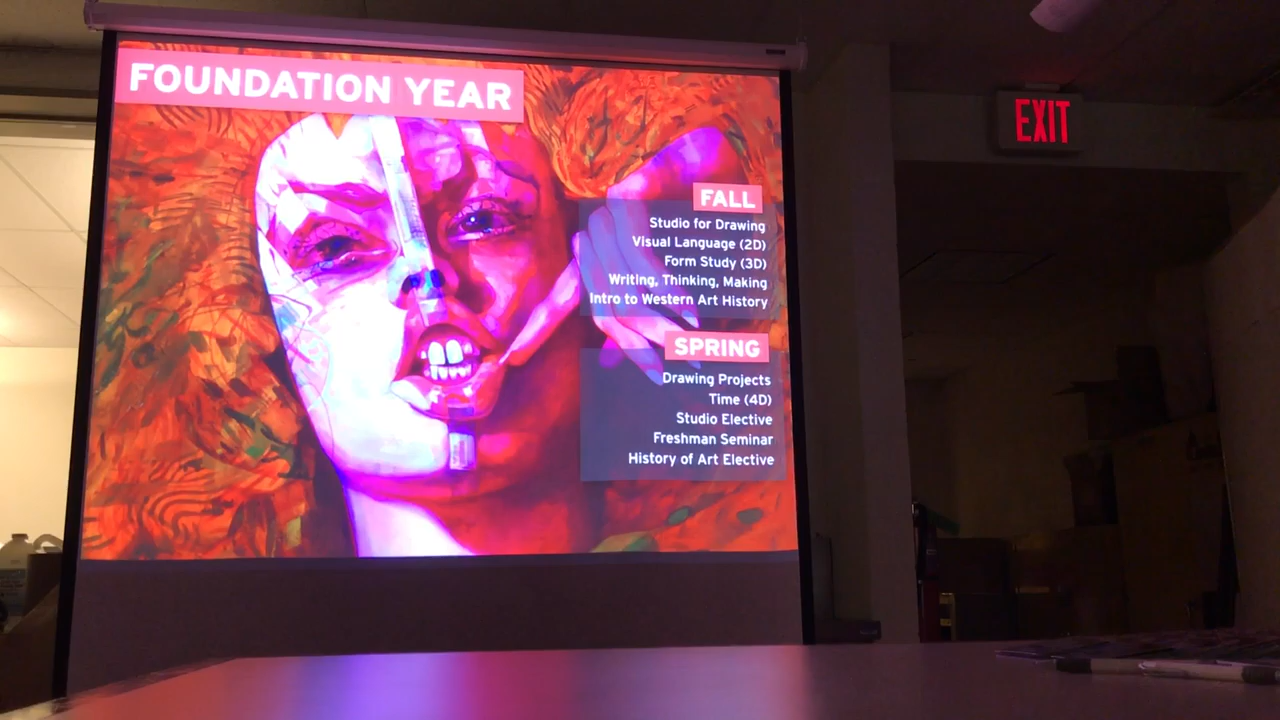 FOUNDATION YEAR
EXIT
FALL
Studio for Drawing
Visual Language (2D)
Form Study (3D)
Writing, Thinking, Making
Intro to Western Art History
SPRING
Drawing Projects
Time (4D)
Studio Elective
Freshman Seminar
History of Art Elective